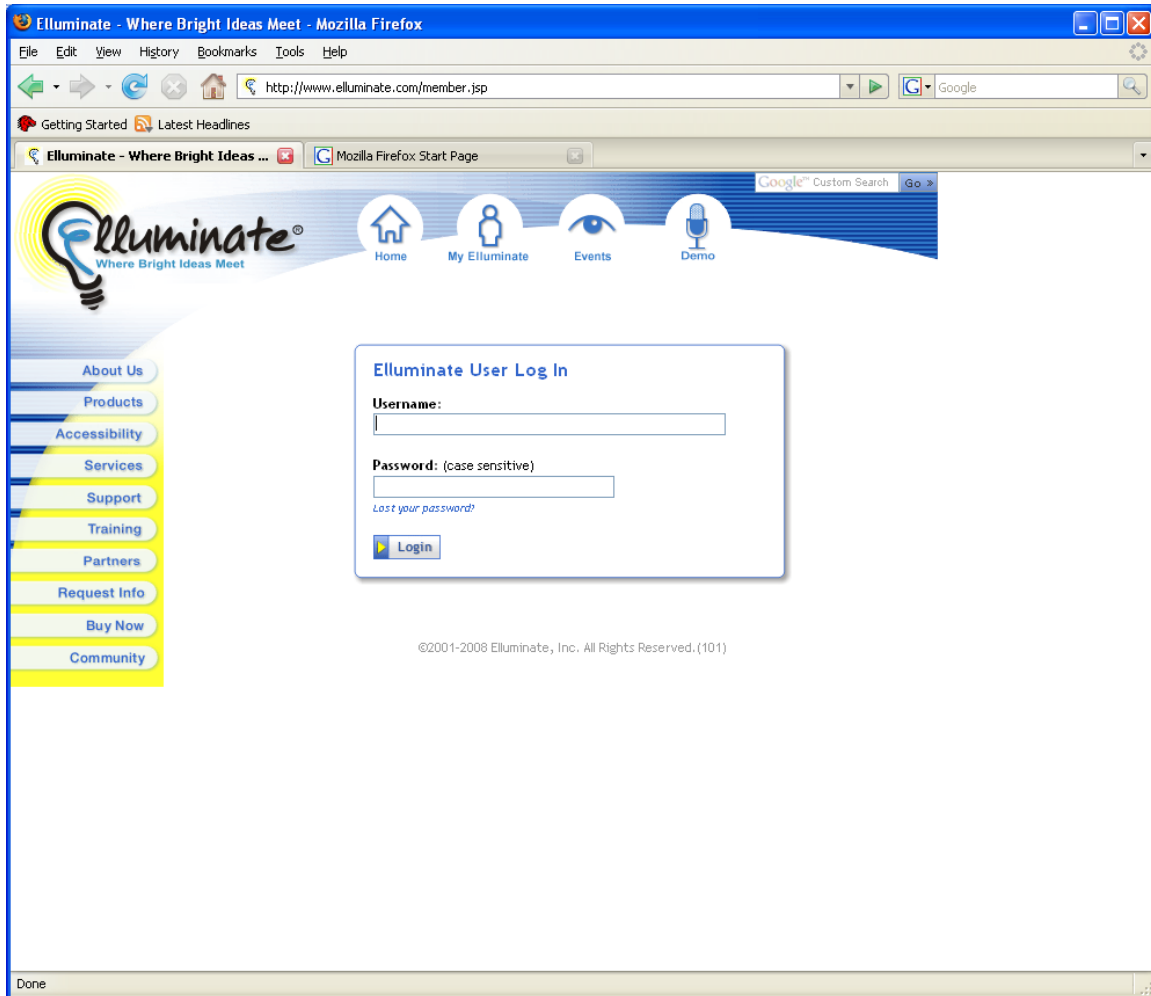 Elluminate - Where Bright Ideas Meet - Mozilla Firefox
File Edit View History Bookmarks Tools Help
http://www.elluminate.com/member.jsp
Google
Getting Started Latest Headlines
Elluminate - Where Bright Ideas ... Mozilla Firefox Start Page
Google™ Custom Search Go »
Elluminate®
Where Bright Ideas Meet
Home My Elluminate Events Demo
About Us
Products
Accessibility
Services
Support
Training
Partners
Request Info
Buy Now
Community
Elluminate User Log In
Username:
Password: (case sensitive)
Lost your password?
Login
©2001-2008 Elluminate, Inc. All Rights Reserved.(101)
Done